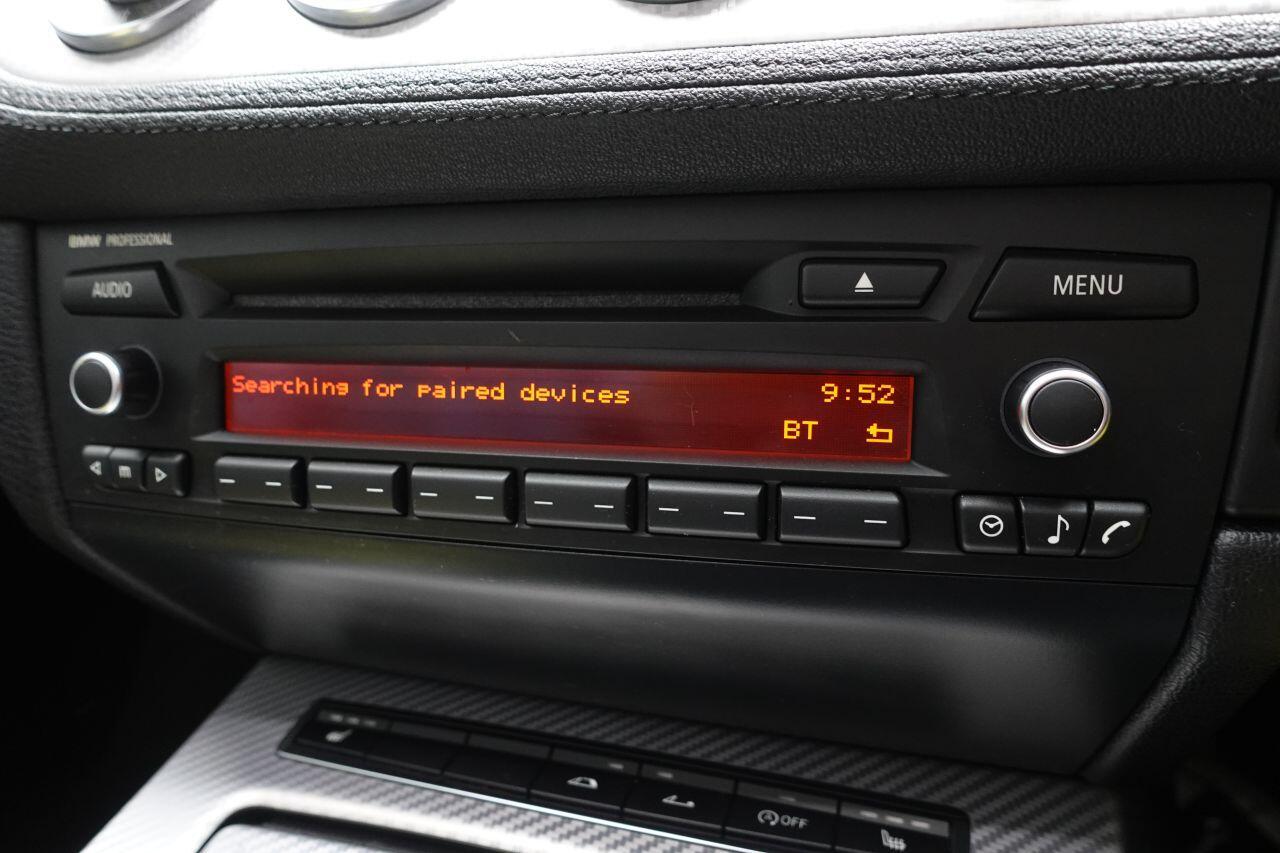 BMW PROFESSIONAL
AUDIO
MENU
Searching for paired devices 9:52
BT
m
OFF